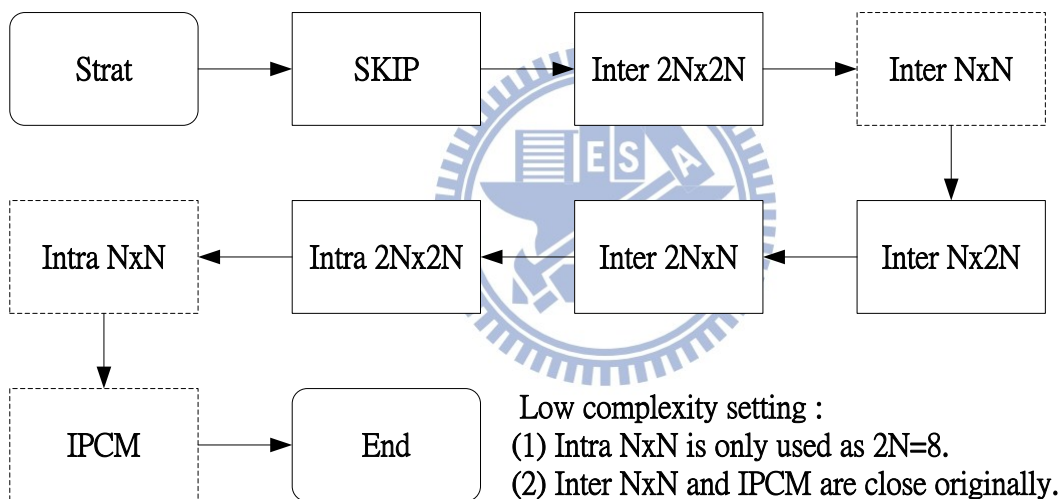 Strat
SKIP
Inter 2Nx2N
Inter NxN
Inter Nx2N
Inter 2NxN
Intra 2Nx2N
Intra NxN
IPCM
End
ESA
Low complexity setting :
(1) Intra NxN is only used as 2N=8.
(2) Inter NxN and IPCM are close originally.